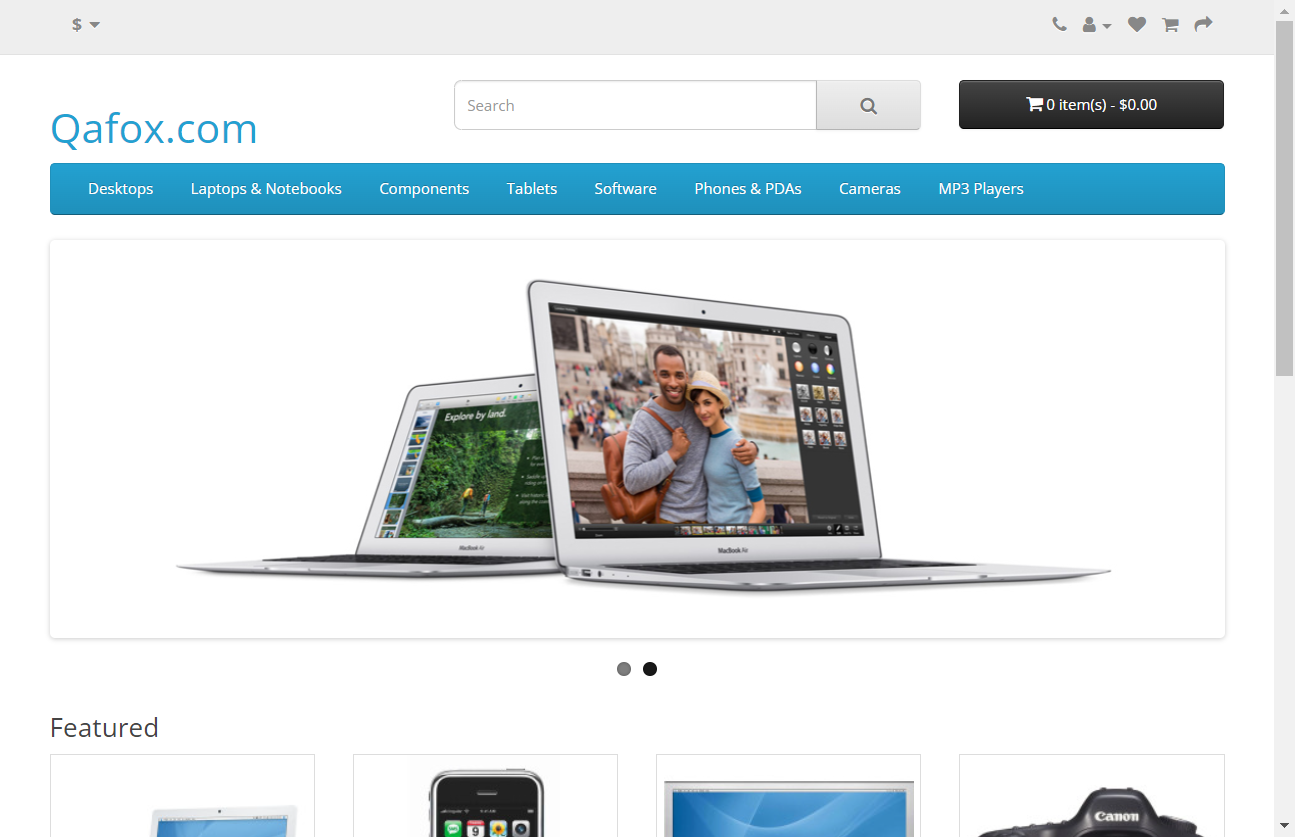 $
Search
0 item(s) - $0.00
Qafox.com
Desktops Laptops & Notebooks Components Tablets Software Phones & PDAs Cameras MP3 Players
Explore by land.
MacBook Air
MacBook Air
Featured
9
Canon